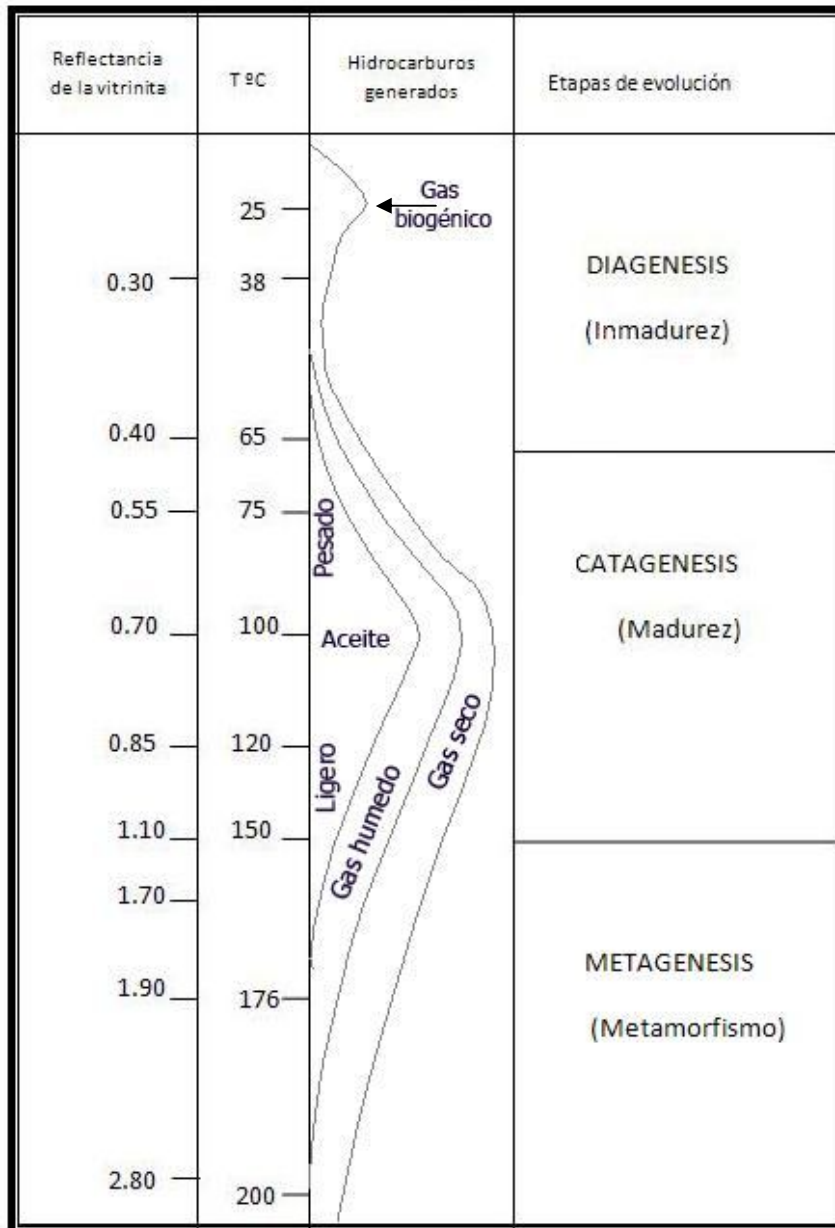 Reflectancia
de la vitrinita
T ºC
Hidrocarburos
generados
Etapas de evolución
Gas
biogénico
25
0.30
38
DIAGENESIS
(Inmadurez)
0.40
65
0.55
75
Pesado
CATAGENESIS
(Madurez)
0.70
100
Aceite
0.85
120
Ligero
Gas humedo
Gas seco
1.10
150
1.70
METAGENESIS
(Metamorfismo)
1.90
176
2.80
200